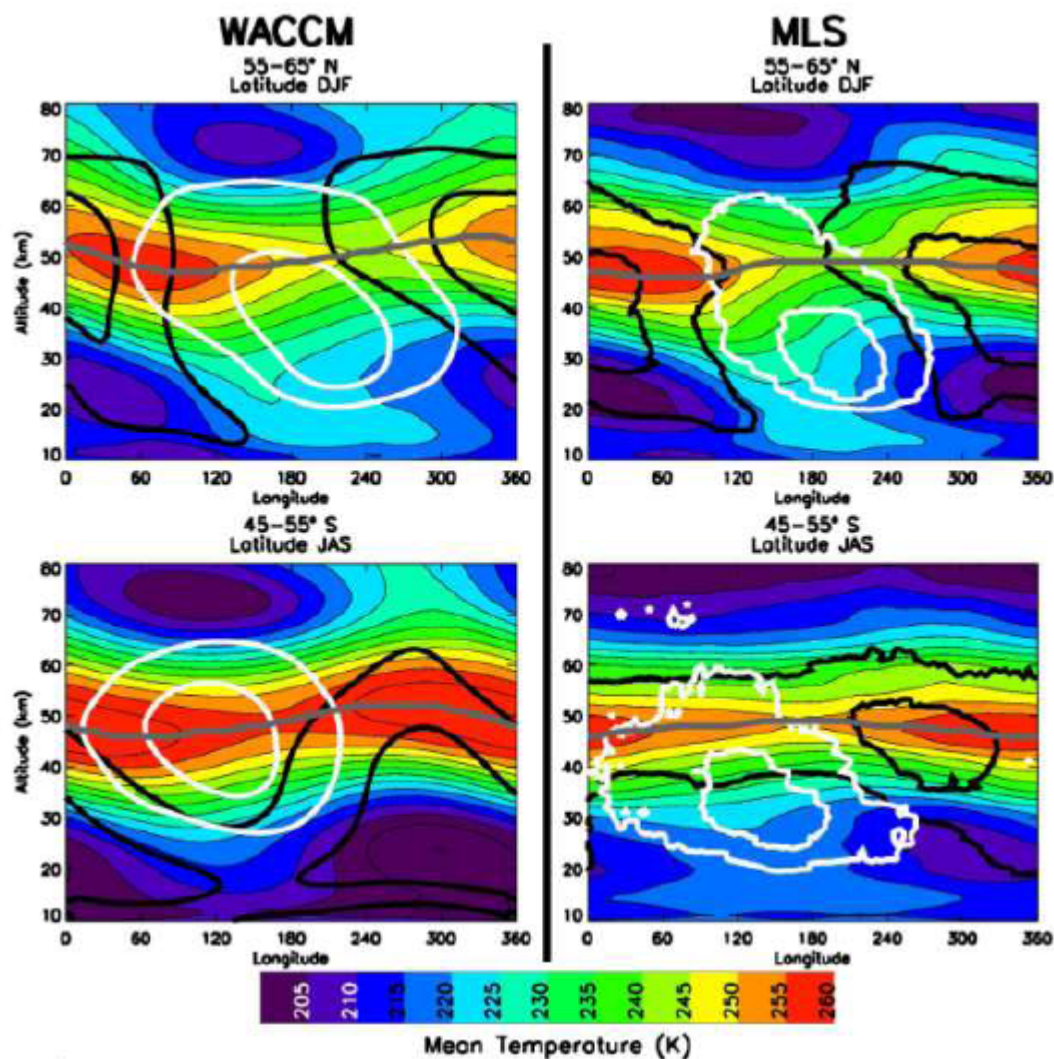 WACCM
55-65° N
Latitude DJF
80
70
60
50
40
30
20
10
Altitude (km)
0 60 120 180 240 300 360
Longitude
MLS
55-65° N
Latitude DJF
80
70
60
50
40
30
20
10
0 60 120 180 240 300 360
Longitude
45-55° S
Latitude JAS
80
70
60
50
40
30
20
10
Altitude (km)
0 60 120 180 240 300 360
Longitude
45-55° S
Latitude JAS
80
70
60
50
40
30
20
10
0 60 120 180 240 300 360
Longitude
205 210 215 220 225 230 235 240 245 250 255 260
Mean Temperature (K)